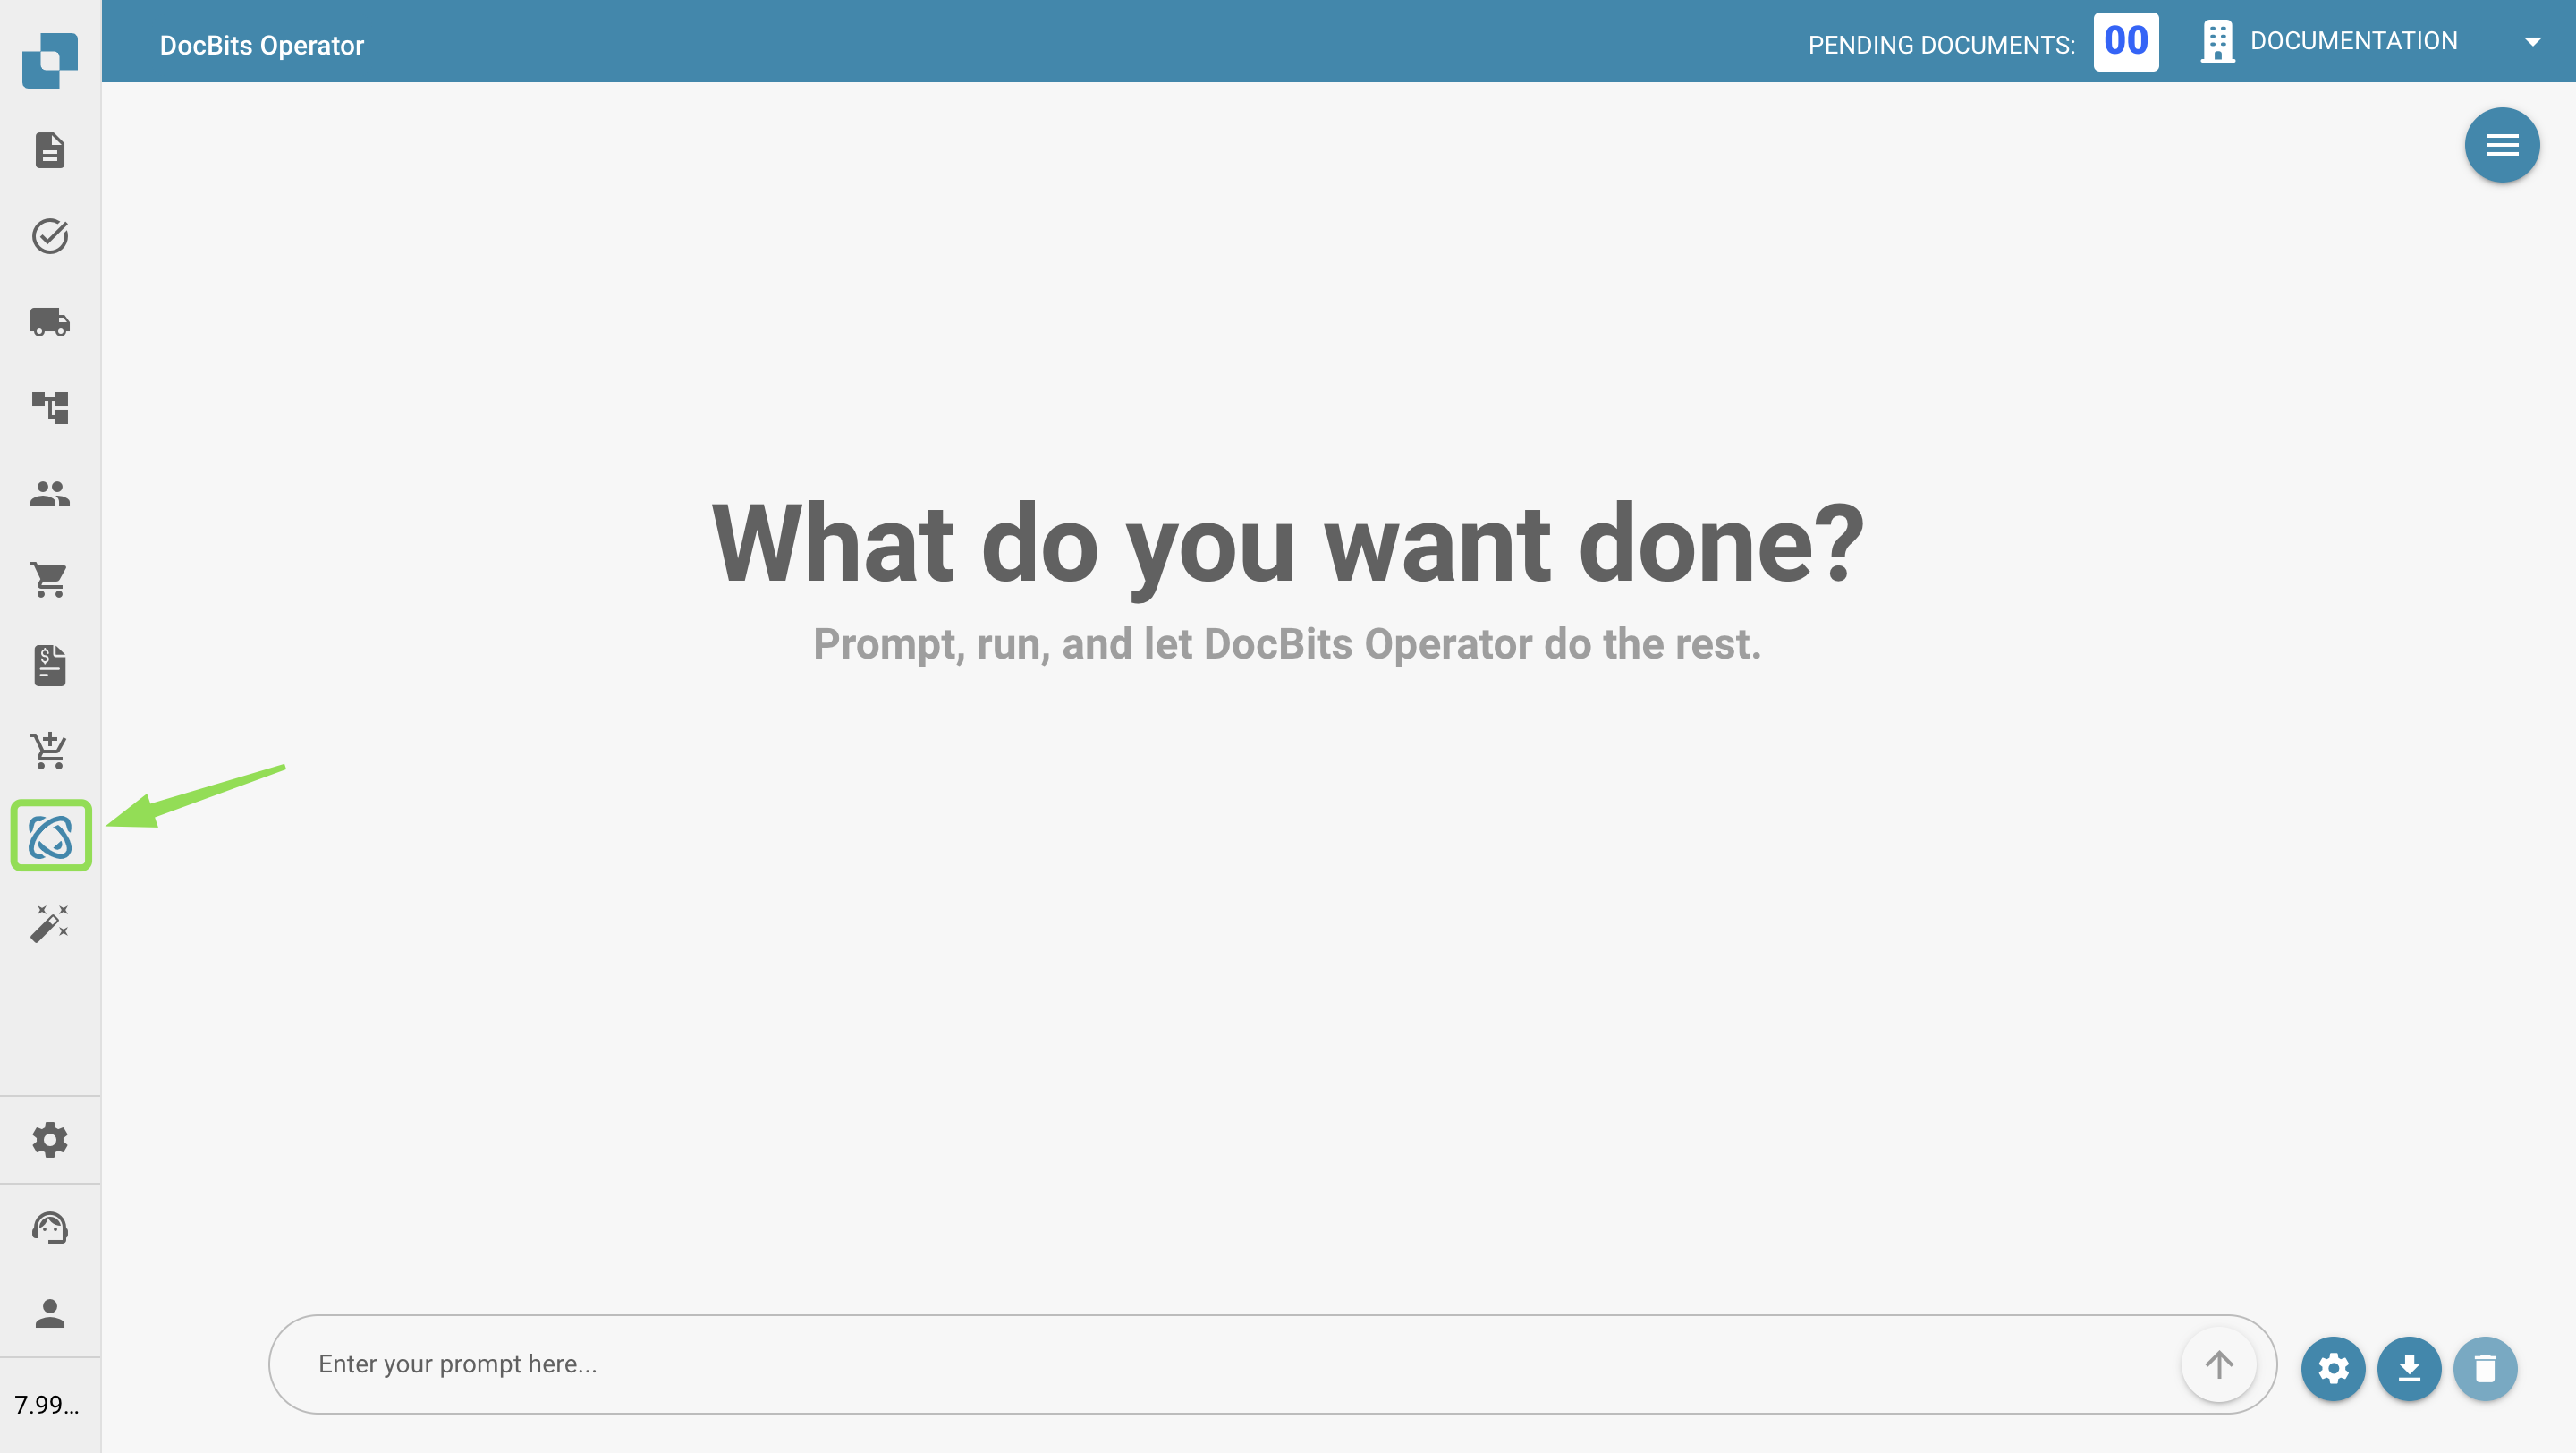 DocBits Operator
PENDING DOCUMENTS: 00
DOCUMENTATION
What do you want done?
Prompt, run, and let DocBits Operator do the rest.
Enter your prompt here...
7.99...